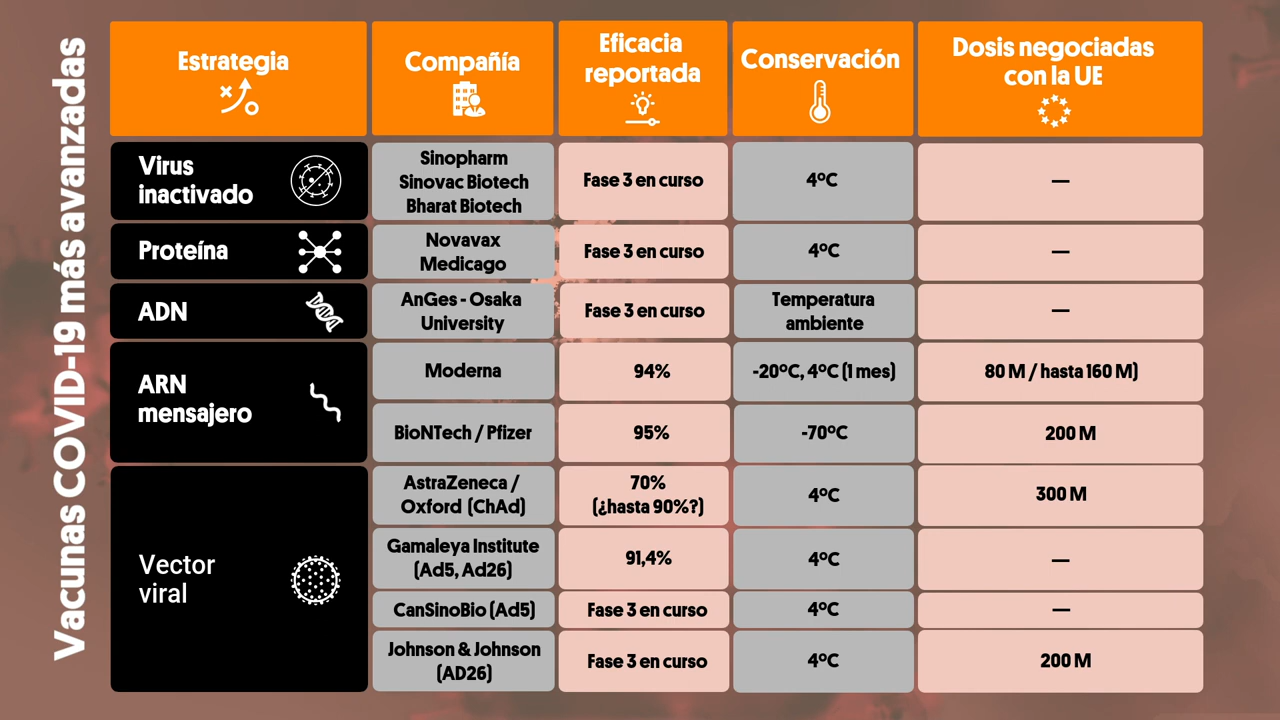 Vacunas COVID-19 más avanzadas
Estrategia
Compañía
Eficacia
reportada
Conservación
Dosis negociadas
con la UE
Virus
inactivado
Sinopharm
Sinovac Biotech
Bharat Biotech
Fase 3 en curso
4ºC
—
Proteína
Novavax
Medicago
Fase 3 en curso
4ºC
—
ADN
AnGes - Osaka
University
Fase 3 en curso
Temperatura
ambiente
—
ARN
mensajero
Moderna
94%
-20ºC, 4ºC (1 mes)
80 M / hasta 160 M)
BioNTech / Pfizer
95%
-70ºC
200 M
Vector
viral
AstraZeneca /
Oxford (ChAd)
70%
(¿hasta 90%?)
4ºC
300 M
Gamaleya Institute
(Ad5, Ad26)
91,4%
4ºC
—
CanSinoBio (Ad5)
Fase 3 en curso
4ºC
—
Johnson & Johnson
(AD26)
Fase 3 en curso
4ºC
200 M